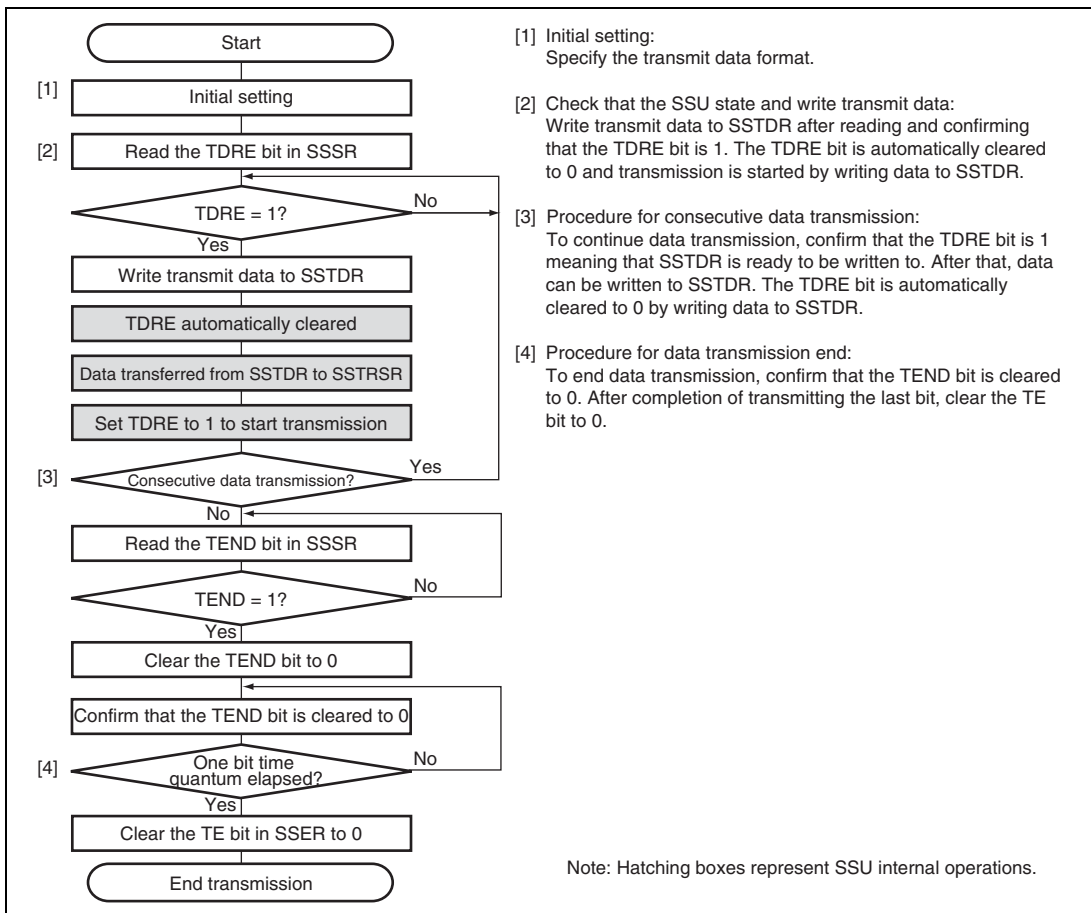 Start
[1]
Initial setting
[2]
Read the TDRE bit in SSSR
TDRE = 1?
No
Yes
Write transmit data to SSTDR
TDRE automatically cleared
Data transferred from SSTDR to SSTRSR
Set TDRE to 1 to start transmission
[3]
Consecutive data transmission?
Yes
No
Read the TEND bit in SSSR
TEND = 1?
No
Yes
Clear the TEND bit to 0
Confirm that the TEND bit is cleared to 0
[4]
One bit time
quantum elapsed?
No
Yes
Clear the TE bit in SSER to 0
End transmission
[1] Initial setting:
Specify the transmit data format.
[2] Check that the SSU state and write transmit data:
Write transmit data to SSTDR after reading and confirming
that the TDRE bit is 1. The TDRE bit is automatically cleared
to 0 and transmission is started by writing data to SSTDR.
[3] Procedure for consecutive data transmission:
To continue data transmission, confirm that the TDRE bit is 1
meaning that SSTDR is ready to be written to. After that, data
can be written to SSTDR. The TDRE bit is automatically
cleared to 0 by writing data to SSTDR.
[4] Procedure for data transmission end:
To end data transmission, confirm that the TEND bit is cleared
to 0. After completion of transmitting the last bit, clear the TE
bit to 0.
Note: Hatching boxes represent SSU internal operations.